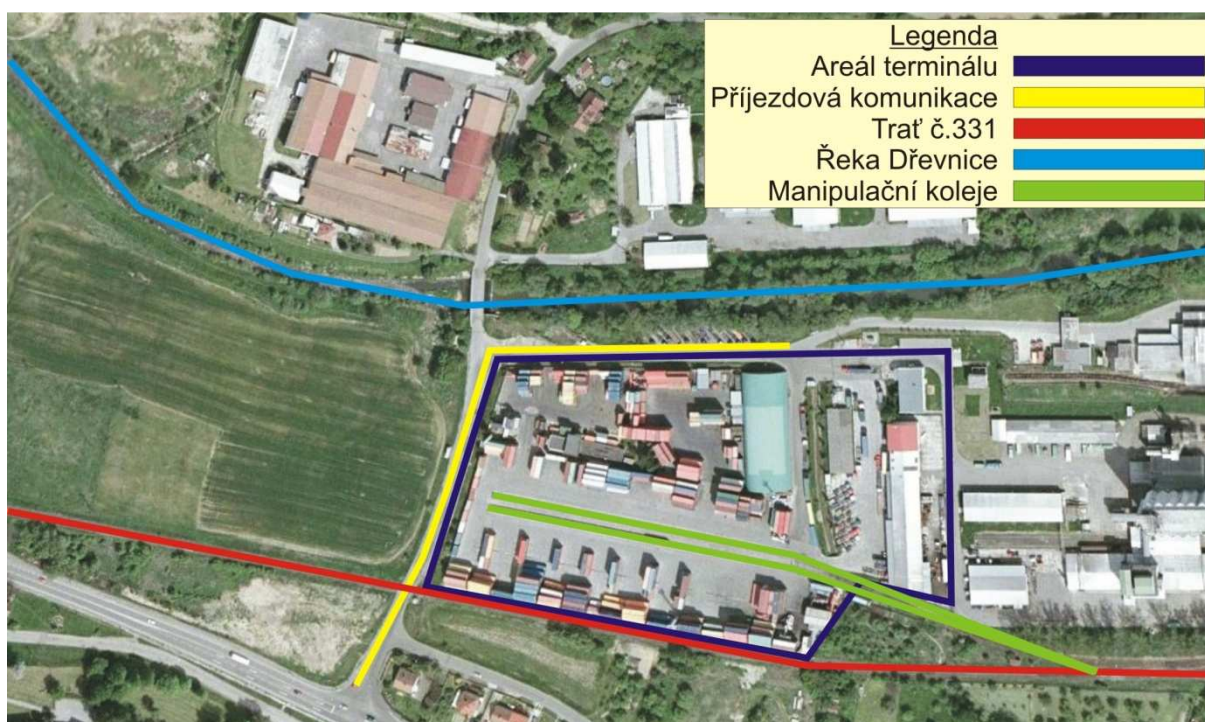 Legenda
Areál terminálu
Příjezdová komunikace
Trať č.331
Řeka Dřevnice
Manipulační koleje